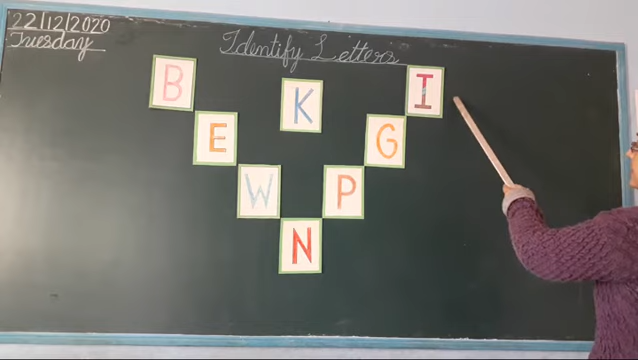 22/12/2020
Tuesday
Identify Letters
B K I
E G
W P
N